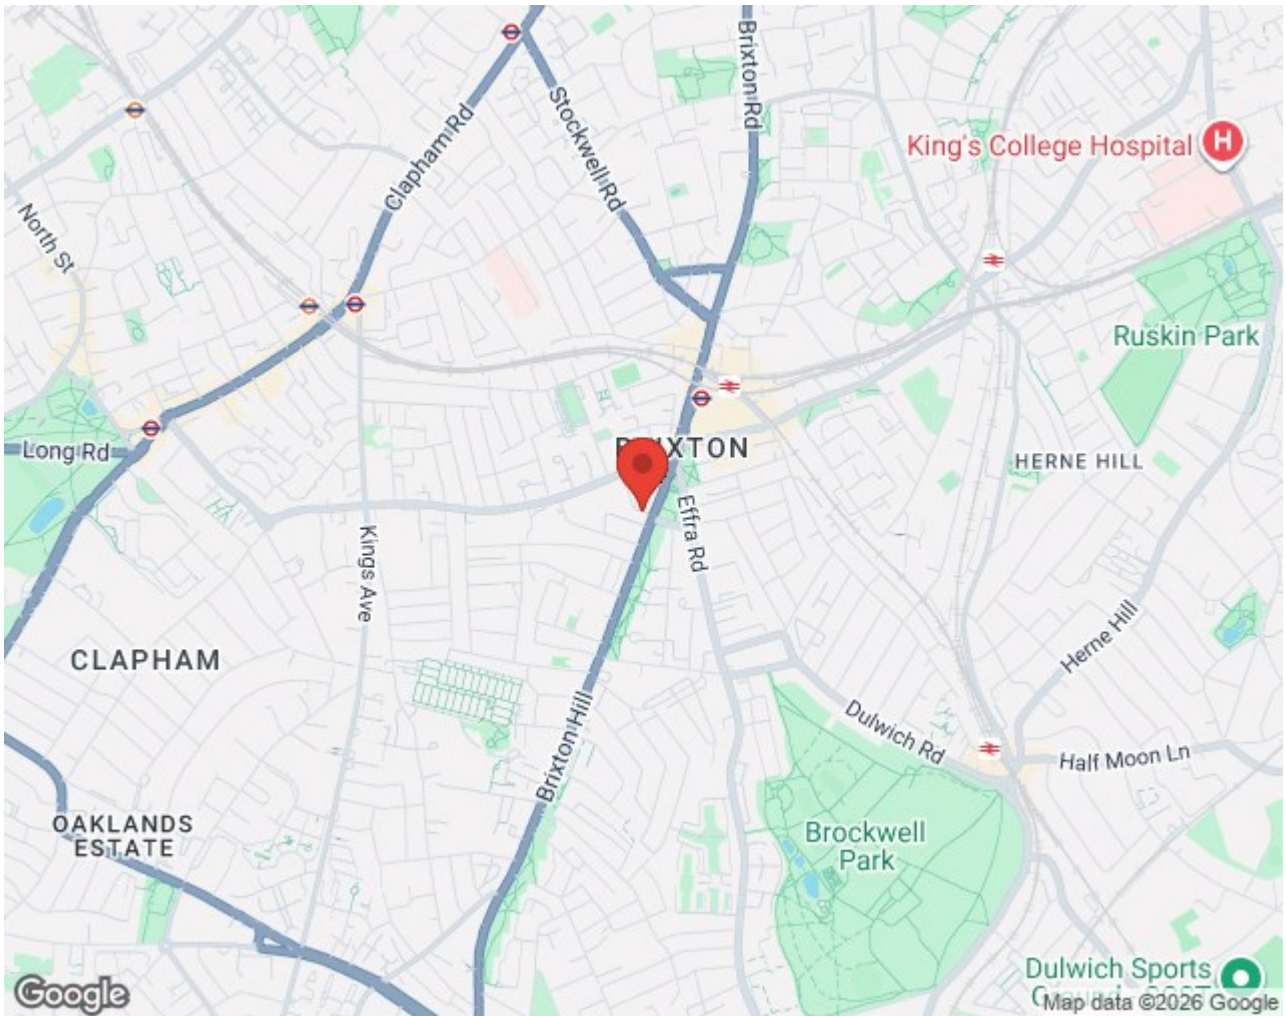 Brixton Rd
Stockwell Rd
Clapham Rd
King's College Hospital
H
North St
Ruskin Park
Long Rd
XTON
HERNE HILL
Effra Rd
Kings Ave
CLAPHAM
Herne Hill
Brixton Hill
Dulwich Rd
Half Moon Ln
OAKLANDS
ESTATE
Brockwell
Park
Dulwich Sports
Google
Map data ©2026 Google